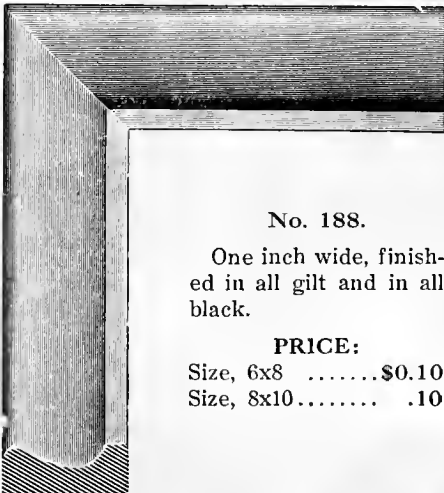 No. 188.
One inch wide, finish-
ed in all gilt and in all
black.
PRICE:
Size, 6x8 .......$0.10
Size, 8x10........ .10